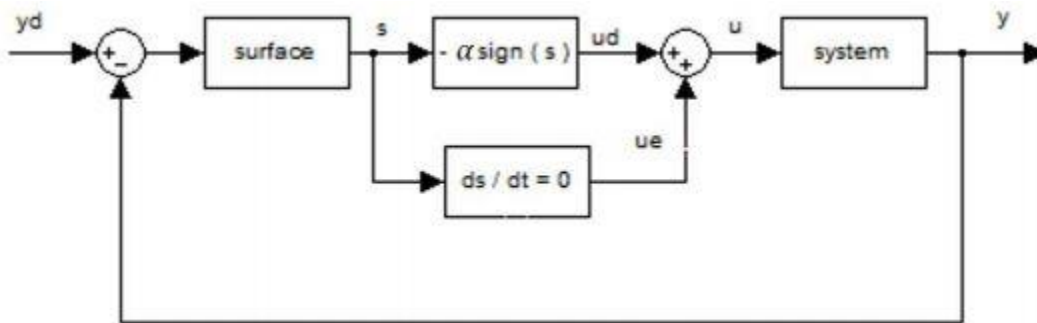 yd
+
−
surface
s
- α sign ( s )
ud
+
+
u
system
y
ue
ds / dt = 0